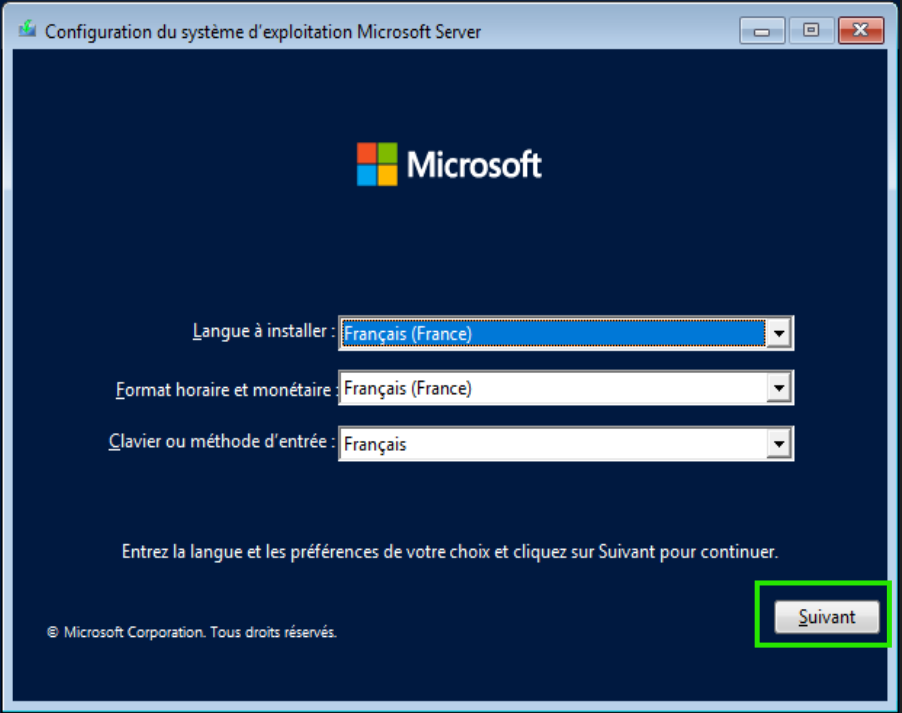 Configuration du système d'exploitation Microsoft Server
Microsoft
Langue à installer : Français (France)
Format horaire et monétaire : Français (France)
Clavier ou méthode d'entrée : Français
Entrez la langue et les préférences de votre choix et cliquez sur Suivant pour continuer.
Suivant
© Microsoft Corporation. Tous droits réservés.